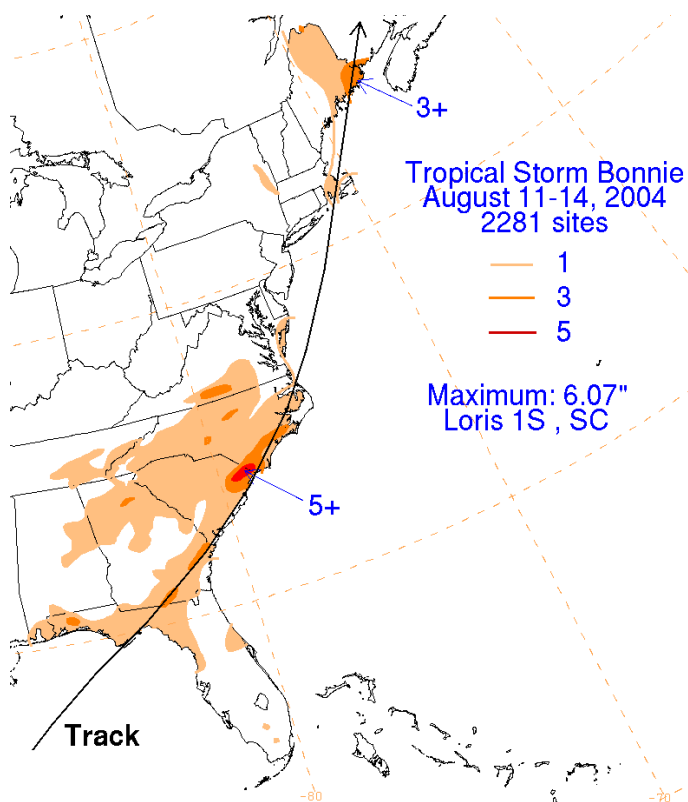 3+
Tropical Storm Bonnie
August 11-14, 2004
2281 sites
1
3
5
Maximum: 6.07"
Loris 1S , SC
5+
Track
-80
-70